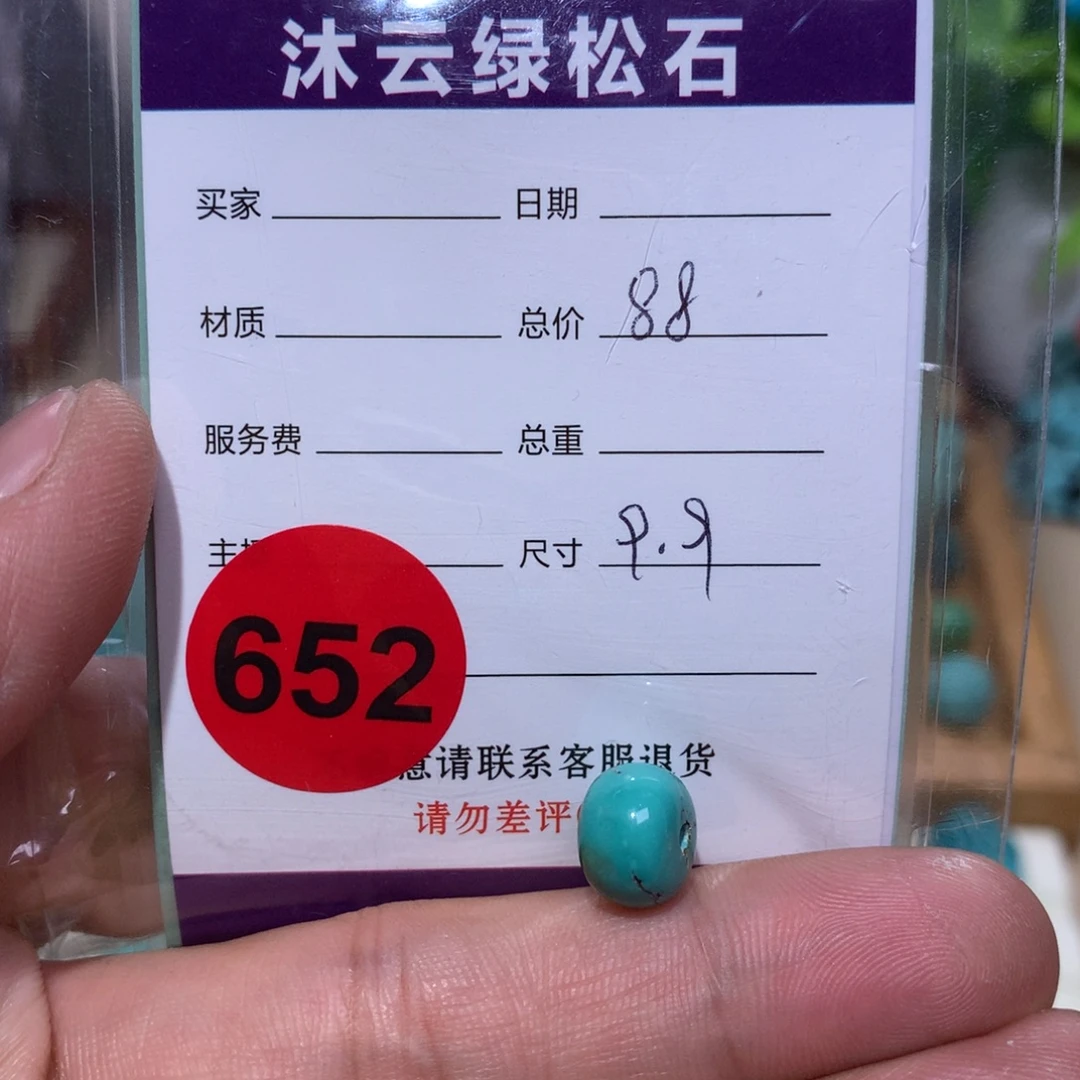 沐云绿松石
买家 日期
材质 总价 88
服务费 总重
尺寸 9.9
652
意请联系客服退货
请勿差评